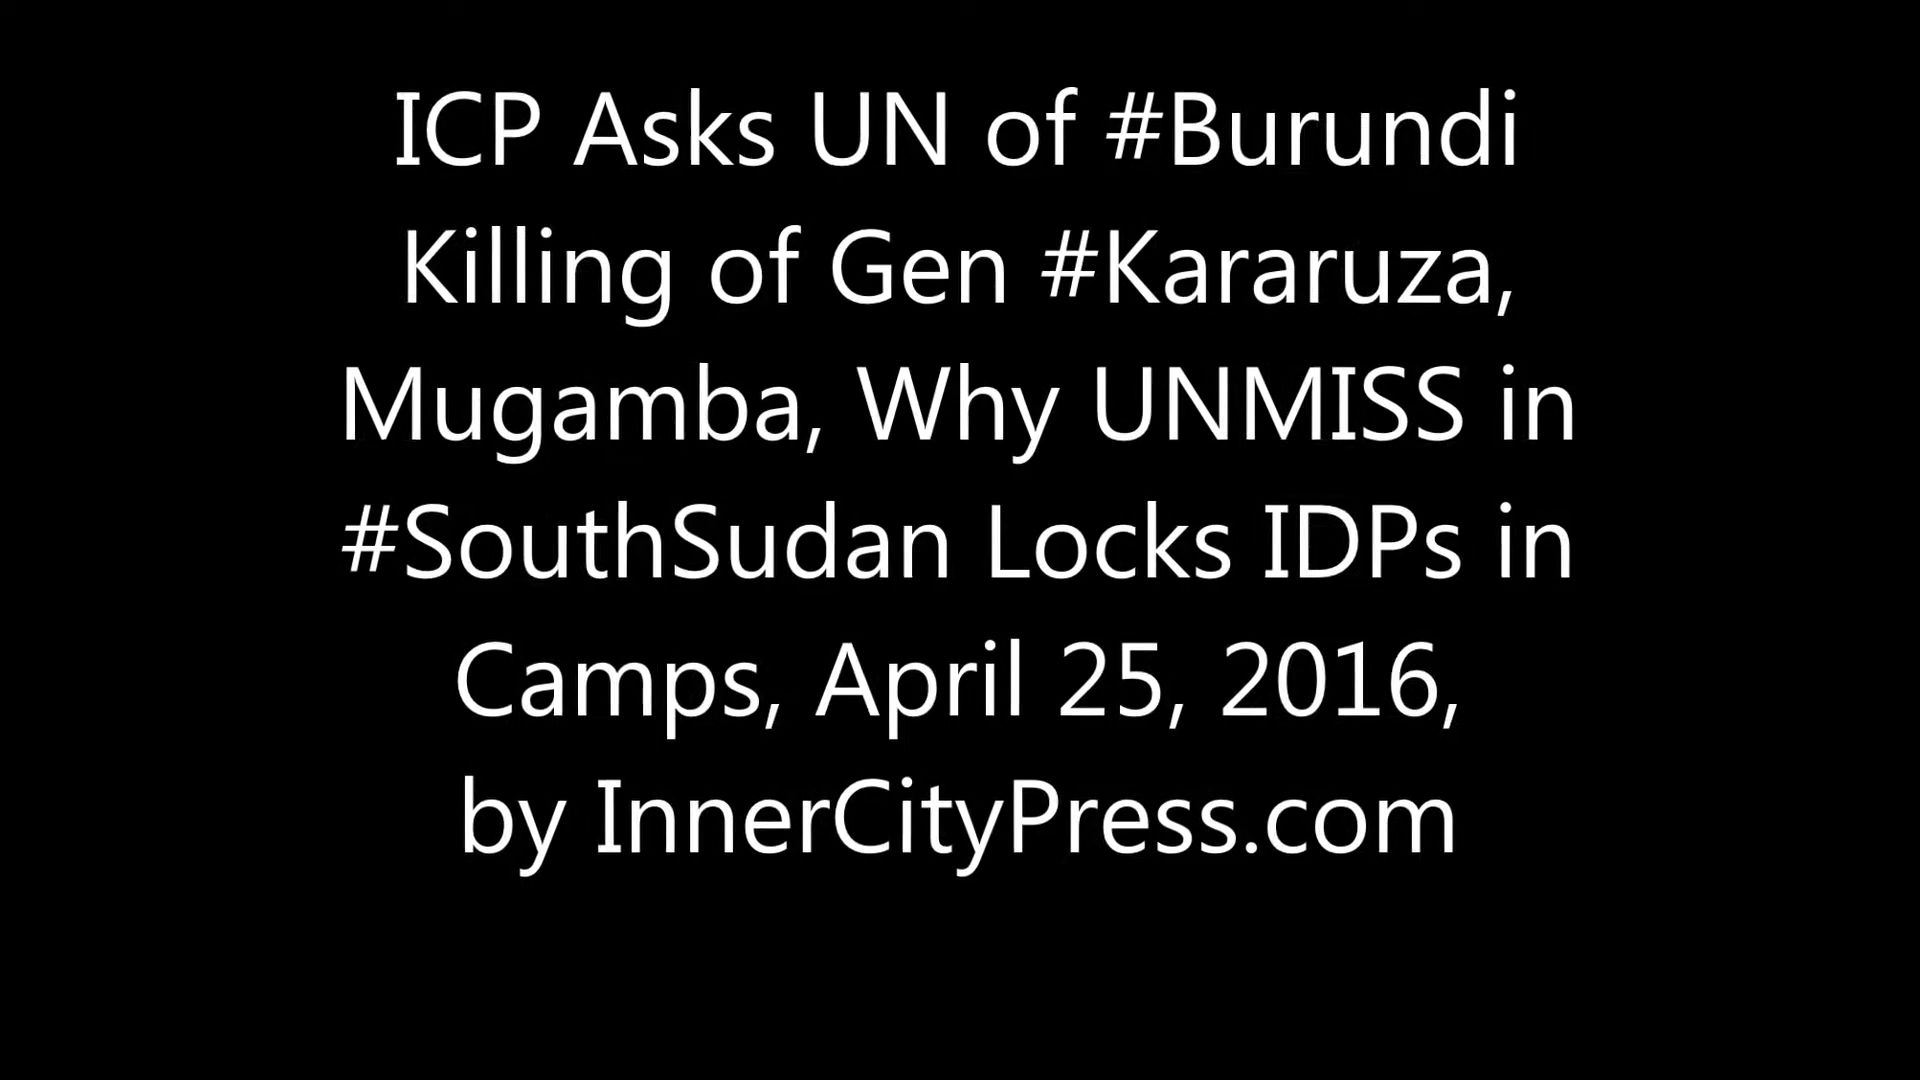 ICP Asks UN of #Burundi
Killing of Gen #Kararuza,
Mugamba, Why UNMISS in
#SouthSudan Locks IDPs in
Camps, April 25, 2016,
by InnerCityPress.com